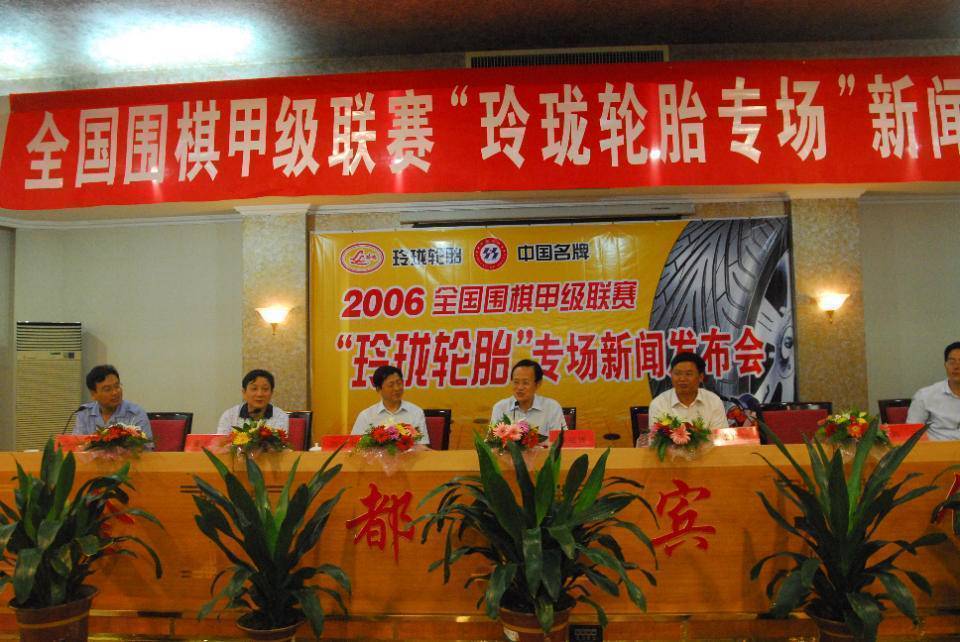 全国围棋甲级联赛“玲珑轮胎专场”新闻
玲珑轮胎 中国名牌
2006 全国围棋甲级联赛
“玲珑轮胎”专场新闻发布会
都 宾